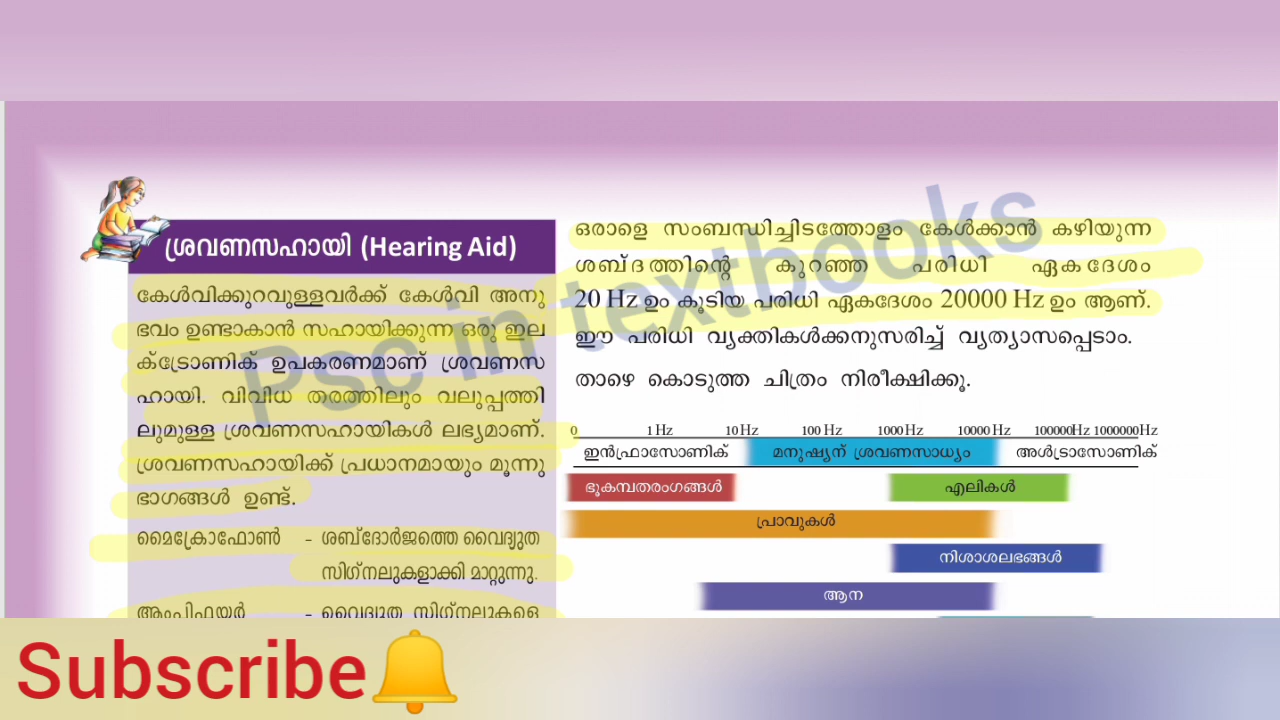 ശ്രവണസഹായി (Hearing Aid)
കേൾവിക്കുറവുള്ളവർക്ക് കേൾവി അനു
ഭവം ഉണ്ടാകാൻ സഹായിക്കുന്ന ഒരു ഇല
ക്ട്രോണിക് ഉപകരണമാണ് ശ്രവണസ
ഹായി. വിവിധ തരത്തിലും വലുപ്പത്തി
ലുമുള്ള ശ്രവണസഹായികൾ ലഭ്യമാണ്.
ശ്രവണസഹായിക്ക് പ്രധാനമായും മൂന്നു
ഭാഗങ്ങൾ ഉണ്ട്.
മൈക്രോഫോൺ - ശബ്ദോർജത്തെ വൈദ്യുത
സിഗ്നലുകളാക്കി മാറ്റുന്നു.
ആംപ്ലിഫയർ - വൈദ്യുത സിഗ്നലുകളെ
ഒരാളെ സംബന്ധിച്ചിടത്തോളം കേൾക്കാൻ കഴിയുന്ന
ശബ്ദത്തിന്റെ കുറഞ്ഞ പരിധി ഏകദേശം
20 Hz ഉം കൂടിയ പരിധി ഏകദേശം 20000 Hz ഉം ആണ്.
ഈ പരിധി വ്യക്തികൾക്കനുസരിച്ച് വ്യത്യാസപ്പെടാം.
താഴെ കൊടുത്ത ചിത്രം നിരീക്ഷിക്കൂ.
0 1 Hz 10 Hz 100 Hz 1000 Hz 10000 Hz 100000Hz 1000000Hz
ഇൻഫ്രാസോണിക് മനുഷ്യന് ശ്രവണസാധ്യം അൾട്രാസോണിക്
ഭൂകമ്പതരംഗങ്ങൾ എലികൾ
പ്രാവുകൾ
നിശാശലഭങ്ങൾ
ആന
Psc in textbooks
Subscribe